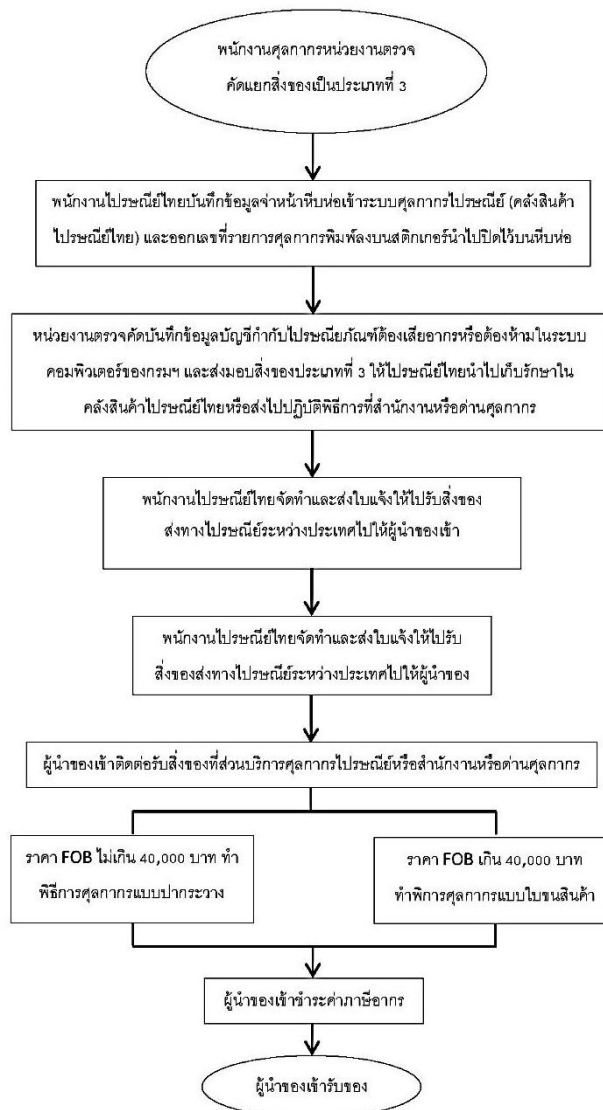 พนักงานศุลกากรหน่วยงานตรวจ
คัดแยกสิ่งของเป็นประเภทที่ 3
พนักงานไปรษณีย์ไทยบันทึกข้อมูลจ่าหน้าหีบห่อเข้าระบบศุลกากรไปรษณีย์ (คลังสินค้า
ไปรษณีย์ไทย) และออกเลขที่รายการศุลกากรพิมพ์ลงบนสติกเกอร์นำไปปิดไว้บนหีบห่อ
หน่วยงานตรวจคัดบันทึกข้อมูลบัญชีกำกับไปรษณียภัณฑ์ต้องเสียอากรหรือต้องห้ามในระบบ
คอมพิวเตอร์ของกรมฯ และส่งมอบสิ่งของประเภทที่ 3 ให้ไปรษณีย์ไทยนำไปเก็บรักษาใน
คลังสินค้าไปรษณีย์ไทยหรือส่งไปปฏิบัติพิธีการที่สำนักงานหรือด่านศุลกากร
พนักงานไปรษณีย์ไทยจัดทำและส่งใบแจ้งให้ไปรับสิ่งของ
ส่งทางไปรษณีย์ระหว่างประเทศไปให้ผู้นำของเข้า
พนักงานไปรษณีย์ไทยจัดทำและส่งใบแจ้งให้ไปรับ
สิ่งของส่งทางไปรษณีย์ระหว่างประเทศไปให้ผู้นำของ
ผู้นำของเข้าติดต่อรับสิ่งของที่ส่วนบริการศุลกากรไปรษณีย์หรือสำนักงานหรือด่านศุลกากร
ราคา FOB ไม่เกิน 40,000 บาท ทำ
พิธีการศุลกากรแบบปากระวาง
ราคา FOB เกิน 40,000 บาท
ทำพิการศุลกากรแบบใบขนสินค้า
ผู้นำของเข้าชำระค่าภาษีอากร
ผู้นำของเข้ารับของ